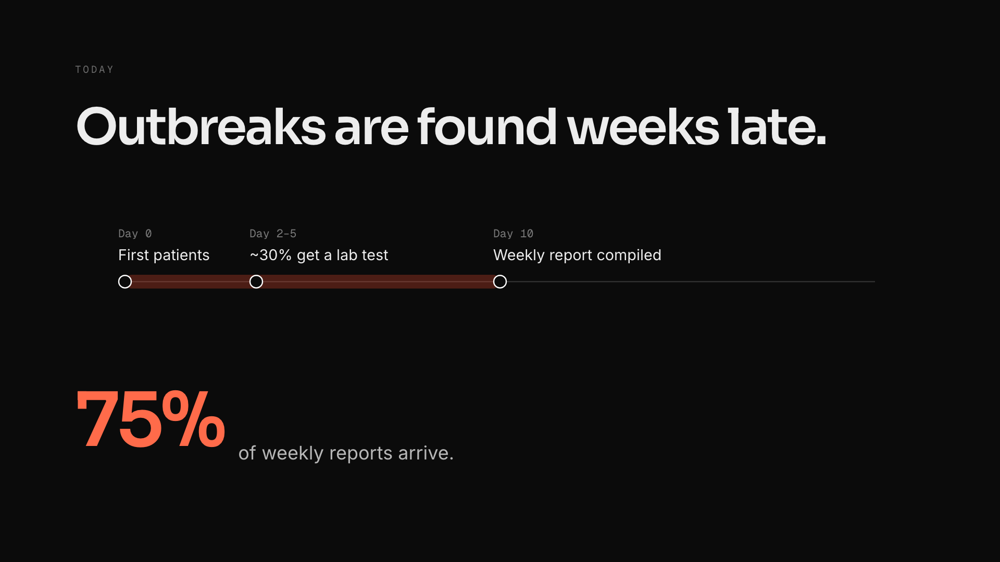 TODAY
Outbreaks are found weeks late.
Day 0
First patients
Day 2–5
~30% get a lab test
Day 10
Weekly report compiled
75%
of weekly reports arrive.